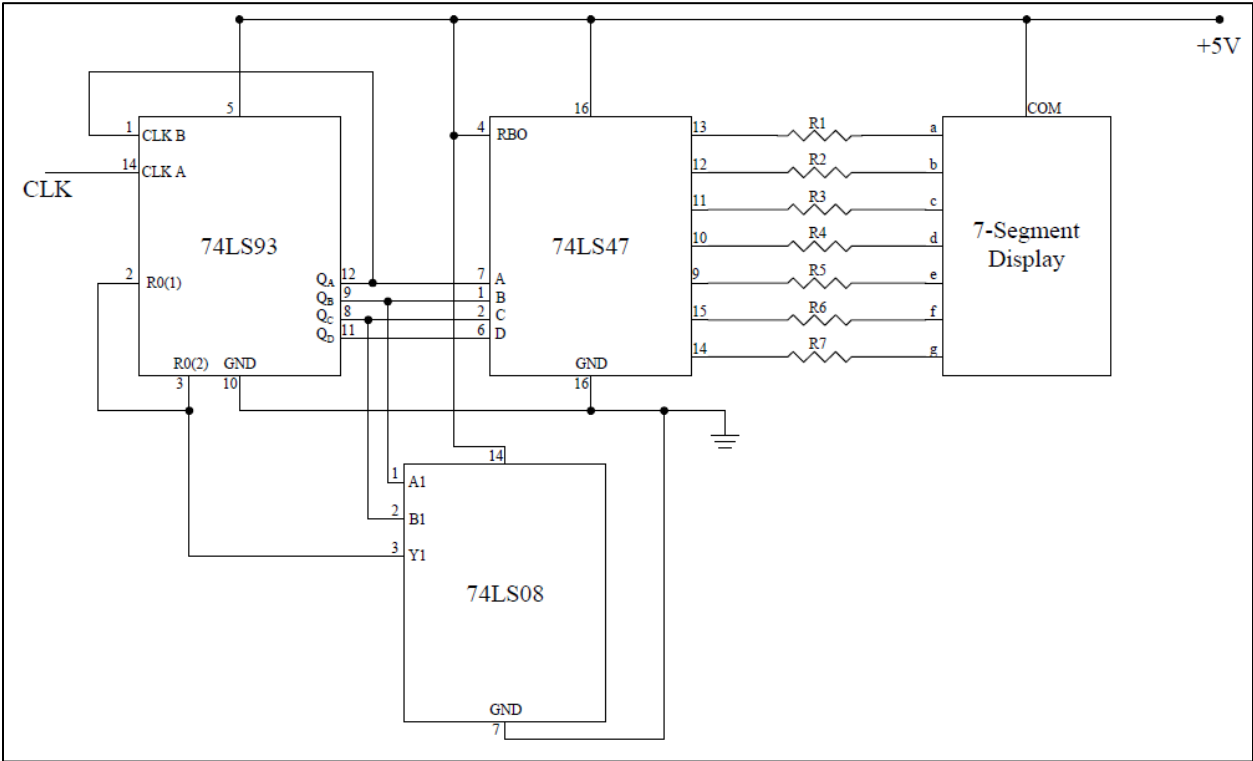 +5V
5
1 CLK B
14 CLK A
CLK
74LS93
2 R0(1)
QA 12
QB 9
QC 8
QD 11
R0(2) GND
3 10
16
4 RBO
74LS47
7 A
1 B
2 C
6 D
GND
16
13 R1 a
12 R2 b
11 R3 c
10 R4 d
9 R5 e
15 R6 f
14 R7 g
COM
7-Segment
Display
14
1 A1
2 B1
3 Y1
74LS08
GND
7